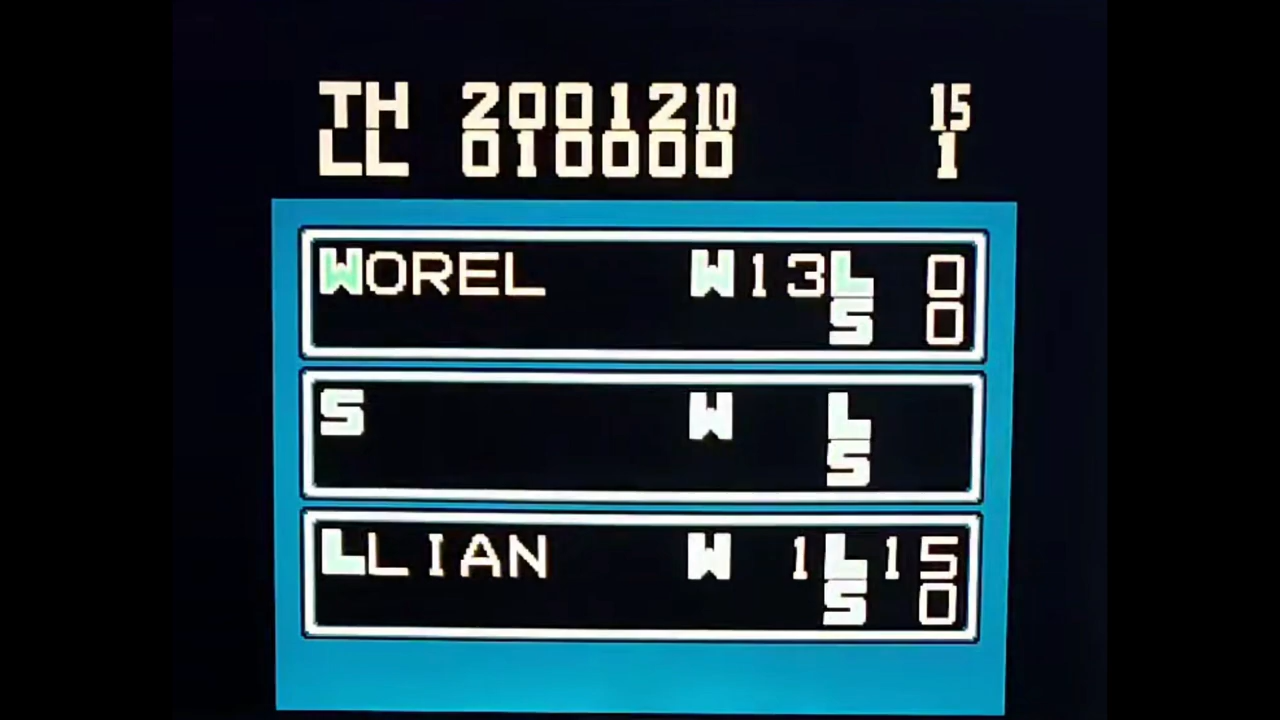 TH 2001210 15
LL 010000 1
WOREL W13L 0
S 0
S W L
S
LLIAN W 1L15
S 0